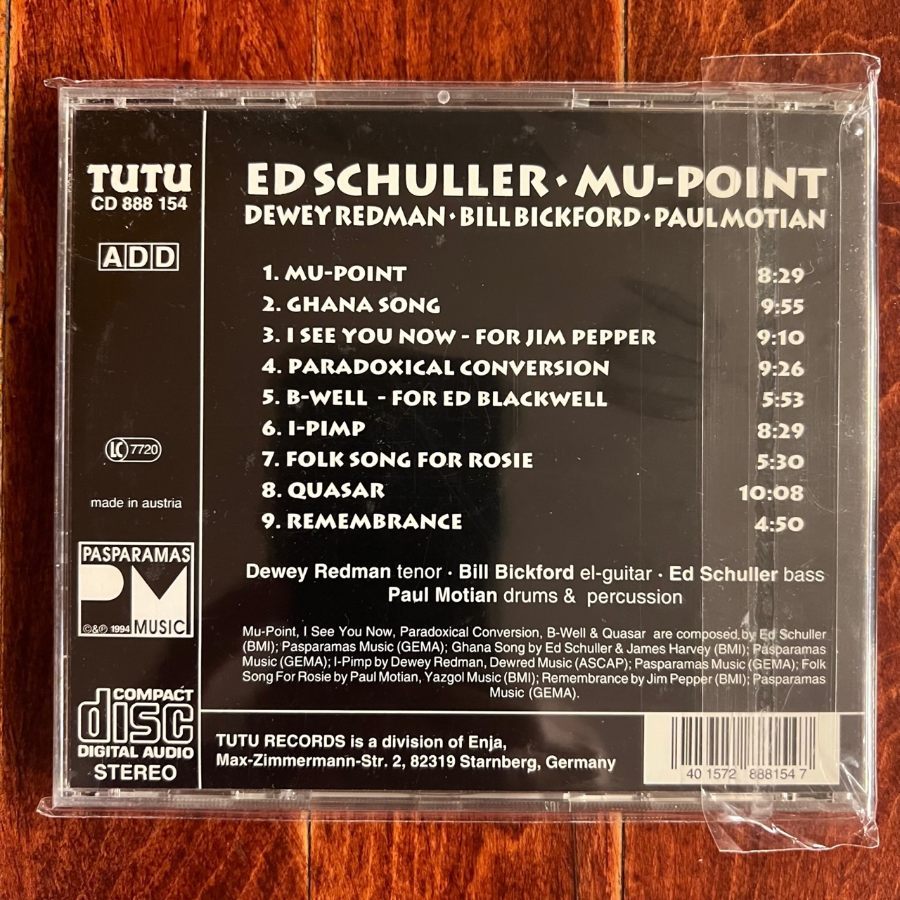 TUTU
CD 888 154
ADD
LC 7720
made in austria
PASPARAMAS
PM
©&℗ 1994 MUSIC
COMPACT
disc
DIGITAL AUDIO
STEREO
ED SCHULLER · MU-POINT
DEWEY REDMAN · BILL BICKFORD · PAUL MOTIAN
1. MU-POINT 8:29
2. GHANA SONG 9:55
3. I SEE YOU NOW - FOR JIM PEPPER 9:10
4. PARADOXICAL CONVERSION 9:26
5. B-WELL - FOR ED BLACKWELL 5:53
6. I-PIMP 8:29
7. FOLK SONG FOR ROSIE 5:30
8. QUASAR 10:08
9. REMEMBRANCE 4:50
Dewey Redman tenor · Bill Bickford el-guitar · Ed Schuller bass
Paul Motian drums & percussion
Mu-Point, I See You Now, Paradoxical Conversion, B-Well & Quasar are composed by Ed Schuller
(BMI); Pasparamas Music (GEMA); Ghana Song by Ed Schuller & James Harvey (BMI); Pasparamas
Music (GEMA); I-Pimp by Dewey Redman, Dewred Music (ASCAP); Pasparamas Music (GEMA); Folk
Song For Rosie by Paul Motian, Yazgol Music (BMI); Remembrance by Jim Pepper (BMI); Pasparamas
Music (GEMA).
TUTU RECORDS is a division of Enja,
Max-Zimmermann-Str. 2, 82319 Starnberg, Germany
40 1572 888154 7